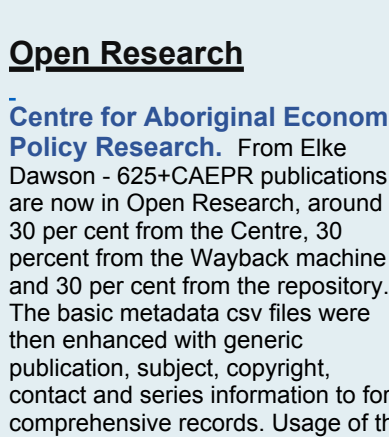 Open Research
Centre for Aboriginal Econom
Policy Research. From Elke
Dawson - 625+CAEPR publications
are now in Open Research, around
30 per cent from the Centre, 30
percent from the Wayback machine
and 30 per cent from the repository.
The basic metadata csv files were
then enhanced with generic
publication, subject, copyright,
contact and series information to for
comprehensive records. Usage of th